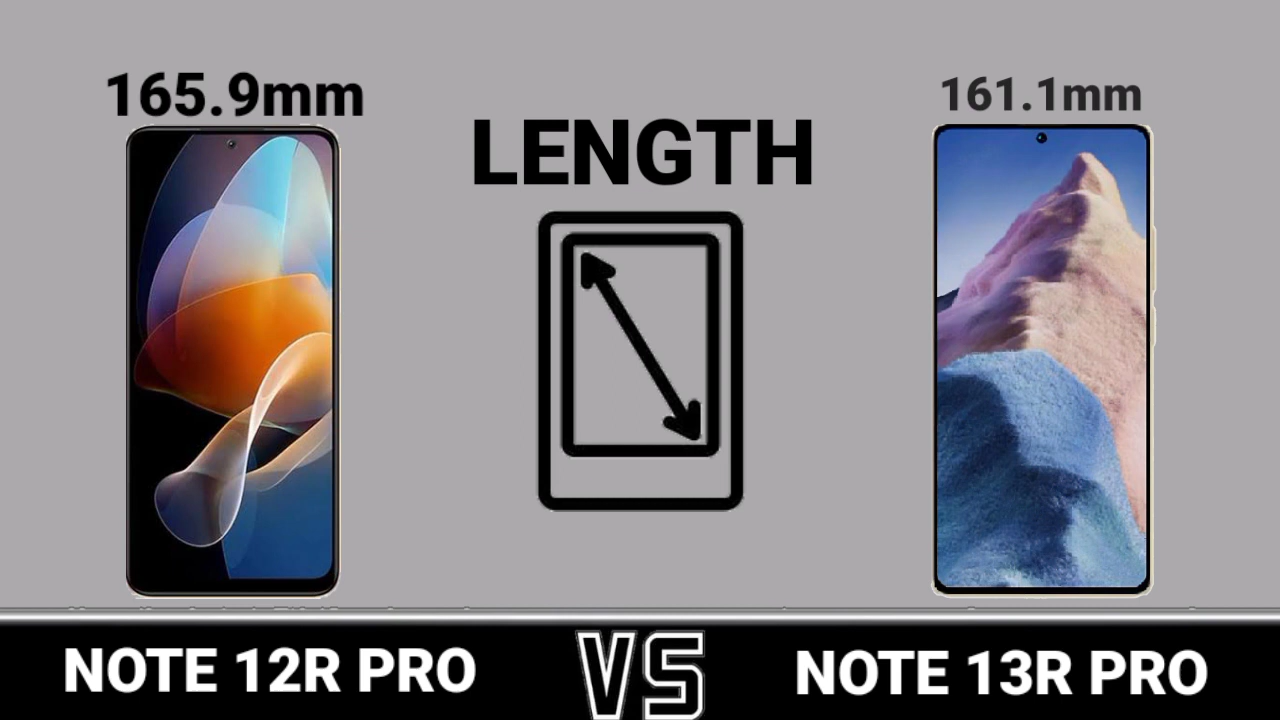 165.9mm
LENGTH
161.1mm
NOTE 12R PRO
VS
NOTE 13R PRO